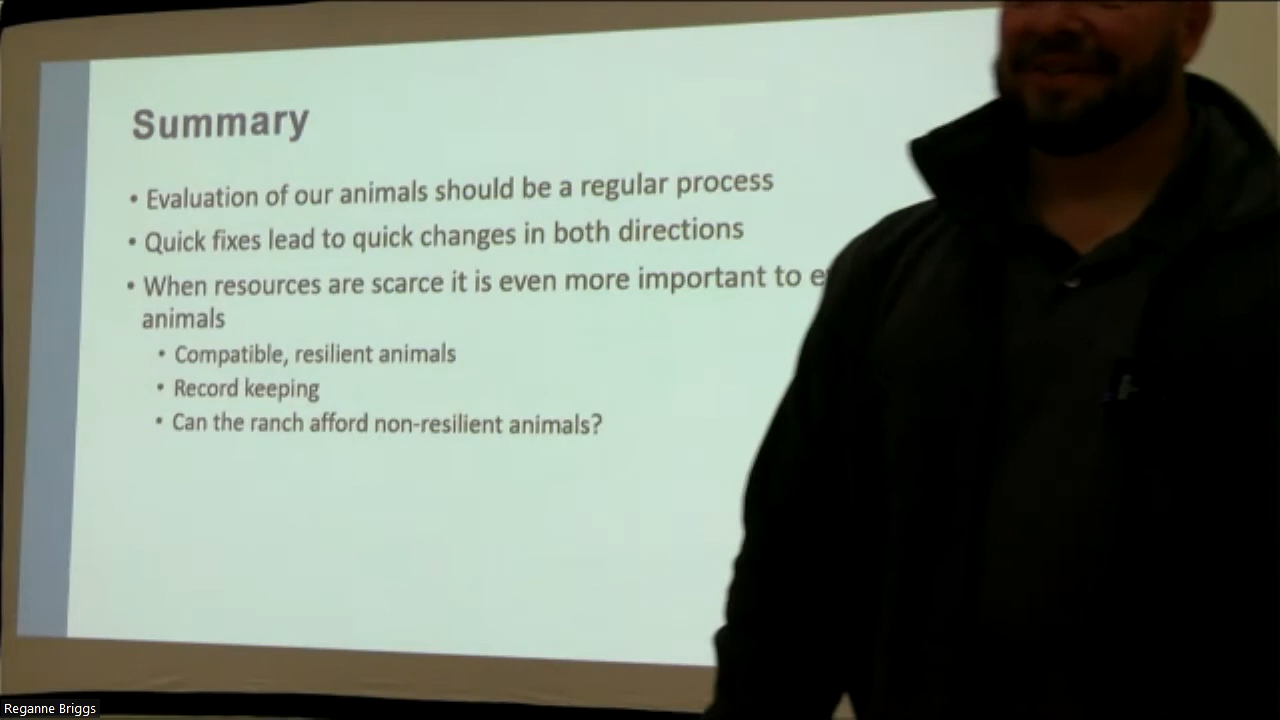 Summary
• Evaluation of our animals should be a regular process
• Quick fixes lead to quick changes in both directions
• When resources are scarce it is even more important to
animals
• Compatible, resilient animals
• Record keeping
• Can the ranch afford non-resilient animals?
Reganne Briggs